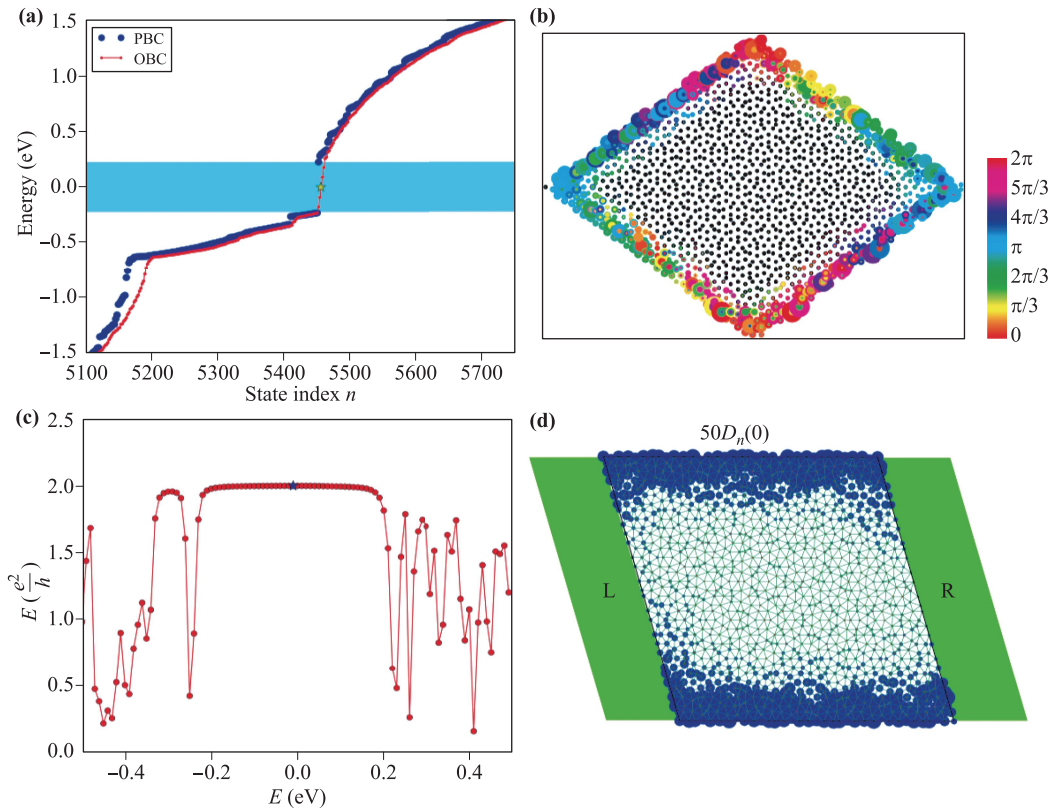 (a)
1.5
1.0
0.5
0.0
−0.5
−1.0
−1.5
Energy (eV)
PBC
OBC
5100 5200 5300 5400 5500 5600 5700
State index n
(b)
2π
5π/3
4π/3
π
2π/3
π/3
0
(c)
2.5
2.0
1.5
1.0
0.5
0.0
E (e²/h)
−0.4 −0.2 0.0 0.2 0.4
E (eV)
(d)
50Dₙ(0)
L
R